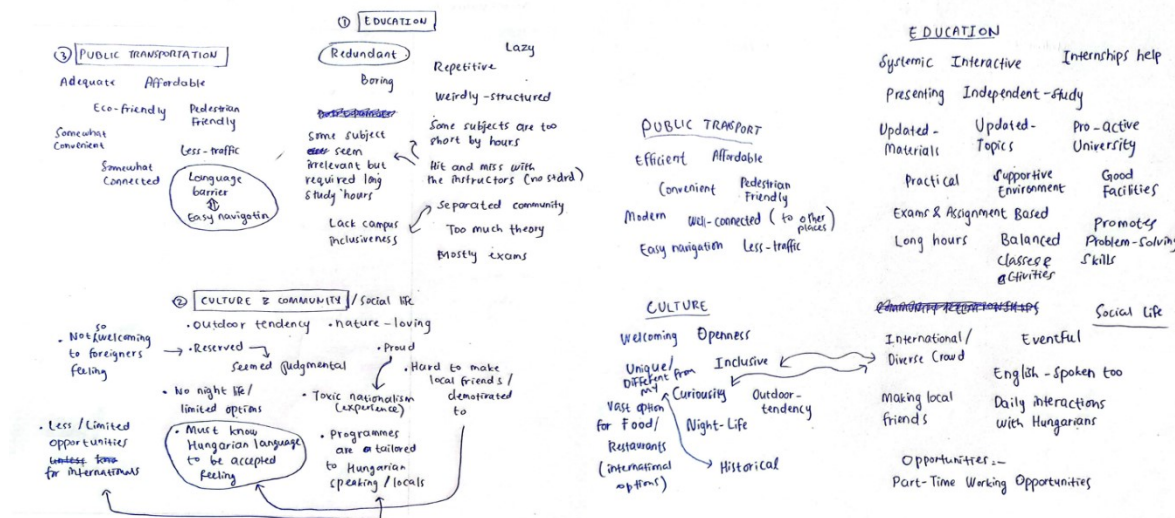 ① EDUCATION
Redundant
Lazy
Repetitive
Boring
Weirdly-structured
Some subject
seem
irrelevant but
required long
study hours
Some subjects are too
short by hours
Hit and miss with
the instructors (no stdrd)
Lack campus
inclusiveness
Separated community
Too much theory
Mostly exams
③ PUBLIC TRANSPORTATION
Adequate Affordable
Eco-friendly
Pedestrian
Friendly
Somewhat
Convenient
Less-traffic
Somewhat
Connected
Language
barrier
Easy navigatin
② CULTURE & COMMUNITY / Social life
• Outdoor tendency • nature-loving
• Not so welcoming
to foreigners
feeling
• Reserved
Seemed judgmental
• Proud
• Hard to make
local friends/
demotivated
to
• No night life/
limited options
• Toxic nationalism
(experience)
• Less/Limited
opportunities
for internationals
• Must know
Hungarian language
to be accepted
feeling
• Programmes
are tailored
to Hungarian
speaking/locals
PUBLIC TRASPORT
Efficient Affordable
Convenient
Pedestrian
Friendly
Modern
Well-connected (to other
places)
Easy navigation Less-traffic
EDUCATION
Systemic Interactive Internships help
Presenting Independent-study
Updated-
Materials
Updated-
Topics
Pro-active
University
Practical
Supportive
Environment
Good
Facilities
Exams & Assignment Based
Long hours
Balanced
Classes &
activities
Promotes
Problem-Solving
Skills
CULTURE
Welcoming Openness
Unique/
Different from
my
Inclusive
Curiousity
Outdoor-
tendency
Vast option
for Food/
Restaurants
(international
options)
Night-Life
Historical
Social Life
International/
Diverse Crowd
Eventful
English-spoken too
Making local
friends
Daily interactions
with Hungarians
Opportunities:-
Part-Time Working Opportunities